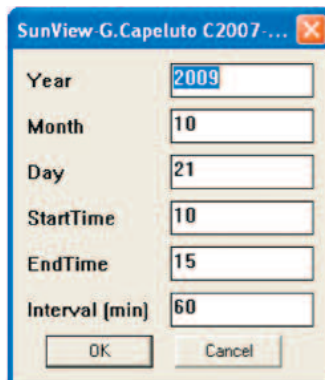 SunView-G.Capeluto C2007-...
Year 2009
Month 10
Day 21
StartTime 10
EndTime 15
Interval (min) 60
OK Cancel